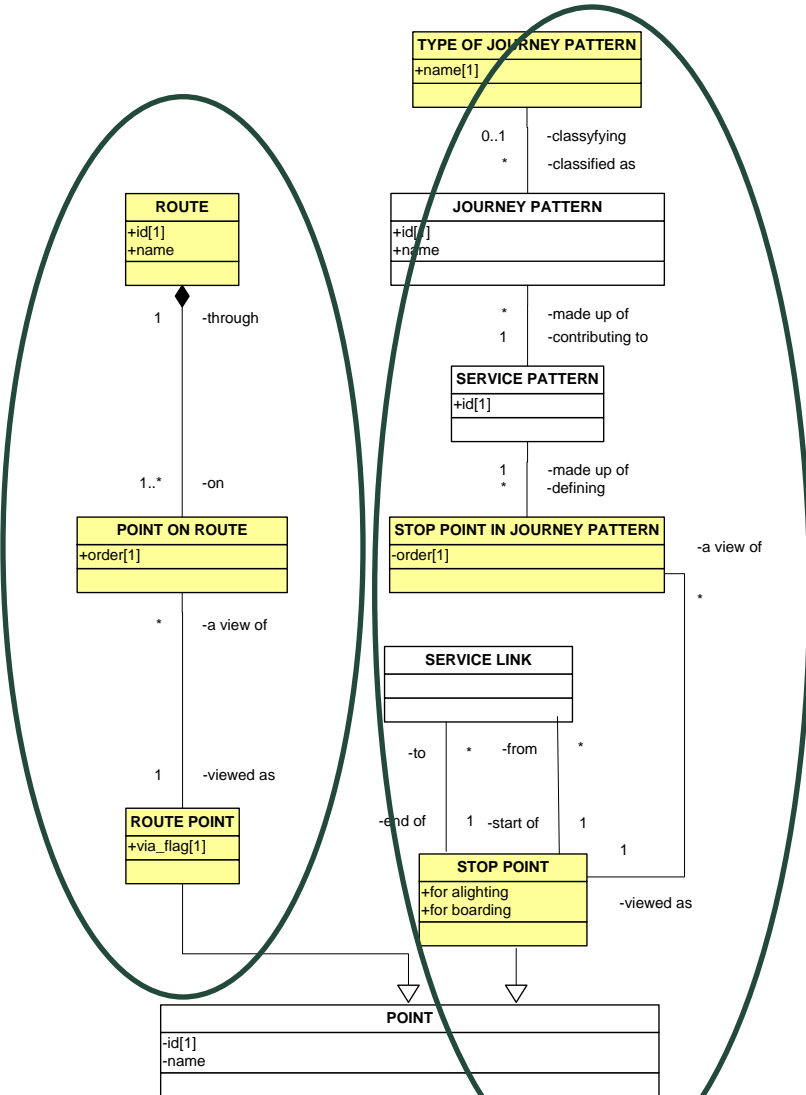 TYPE OF JOURNEY PATTERN
+name[1]
0..1 -classyfying
* -classified as
ROUTE
+id[1]
+name
JOURNEY PATTERN
+id[1]
+name
1 -through
* -made up of
1 -contributing to
SERVICE PATTERN
+id[1]
1..* -on
1 -made up of
* -defining
POINT ON ROUTE
+order[1]
STOP POINT IN JOURNEY PATTERN
-order[1]
-a view of
*
* -a view of
SERVICE LINK
-to * -from *
1 -viewed as
-end of 1 -start of 1
ROUTE POINT
+via_flag[1]
1
STOP POINT
+for alighting
+for boarding
-viewed as
POINT
-id[1]
-name